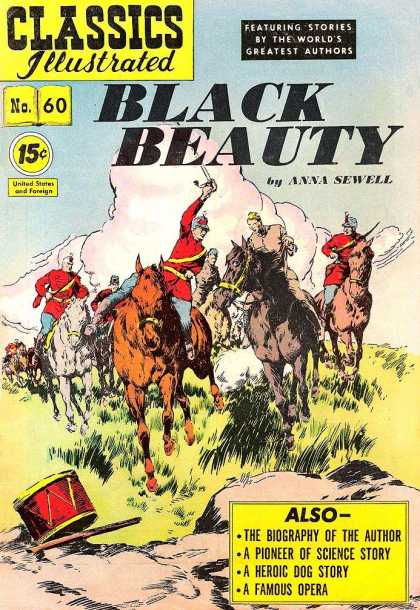 CLASSICS
Illustrated
FEATURING STORIES
BY THE WORLD'S
GREATEST AUTHORS
No. 60
15¢
United States
and Foreign
BLACK
BEAUTY
by ANNA SEWELL
ALSO—
• THE BIOGRAPHY OF THE AUTHOR
• A PIONEER OF SCIENCE STORY
• A HEROIC DOG STORY
• A FAMOUS OPERA